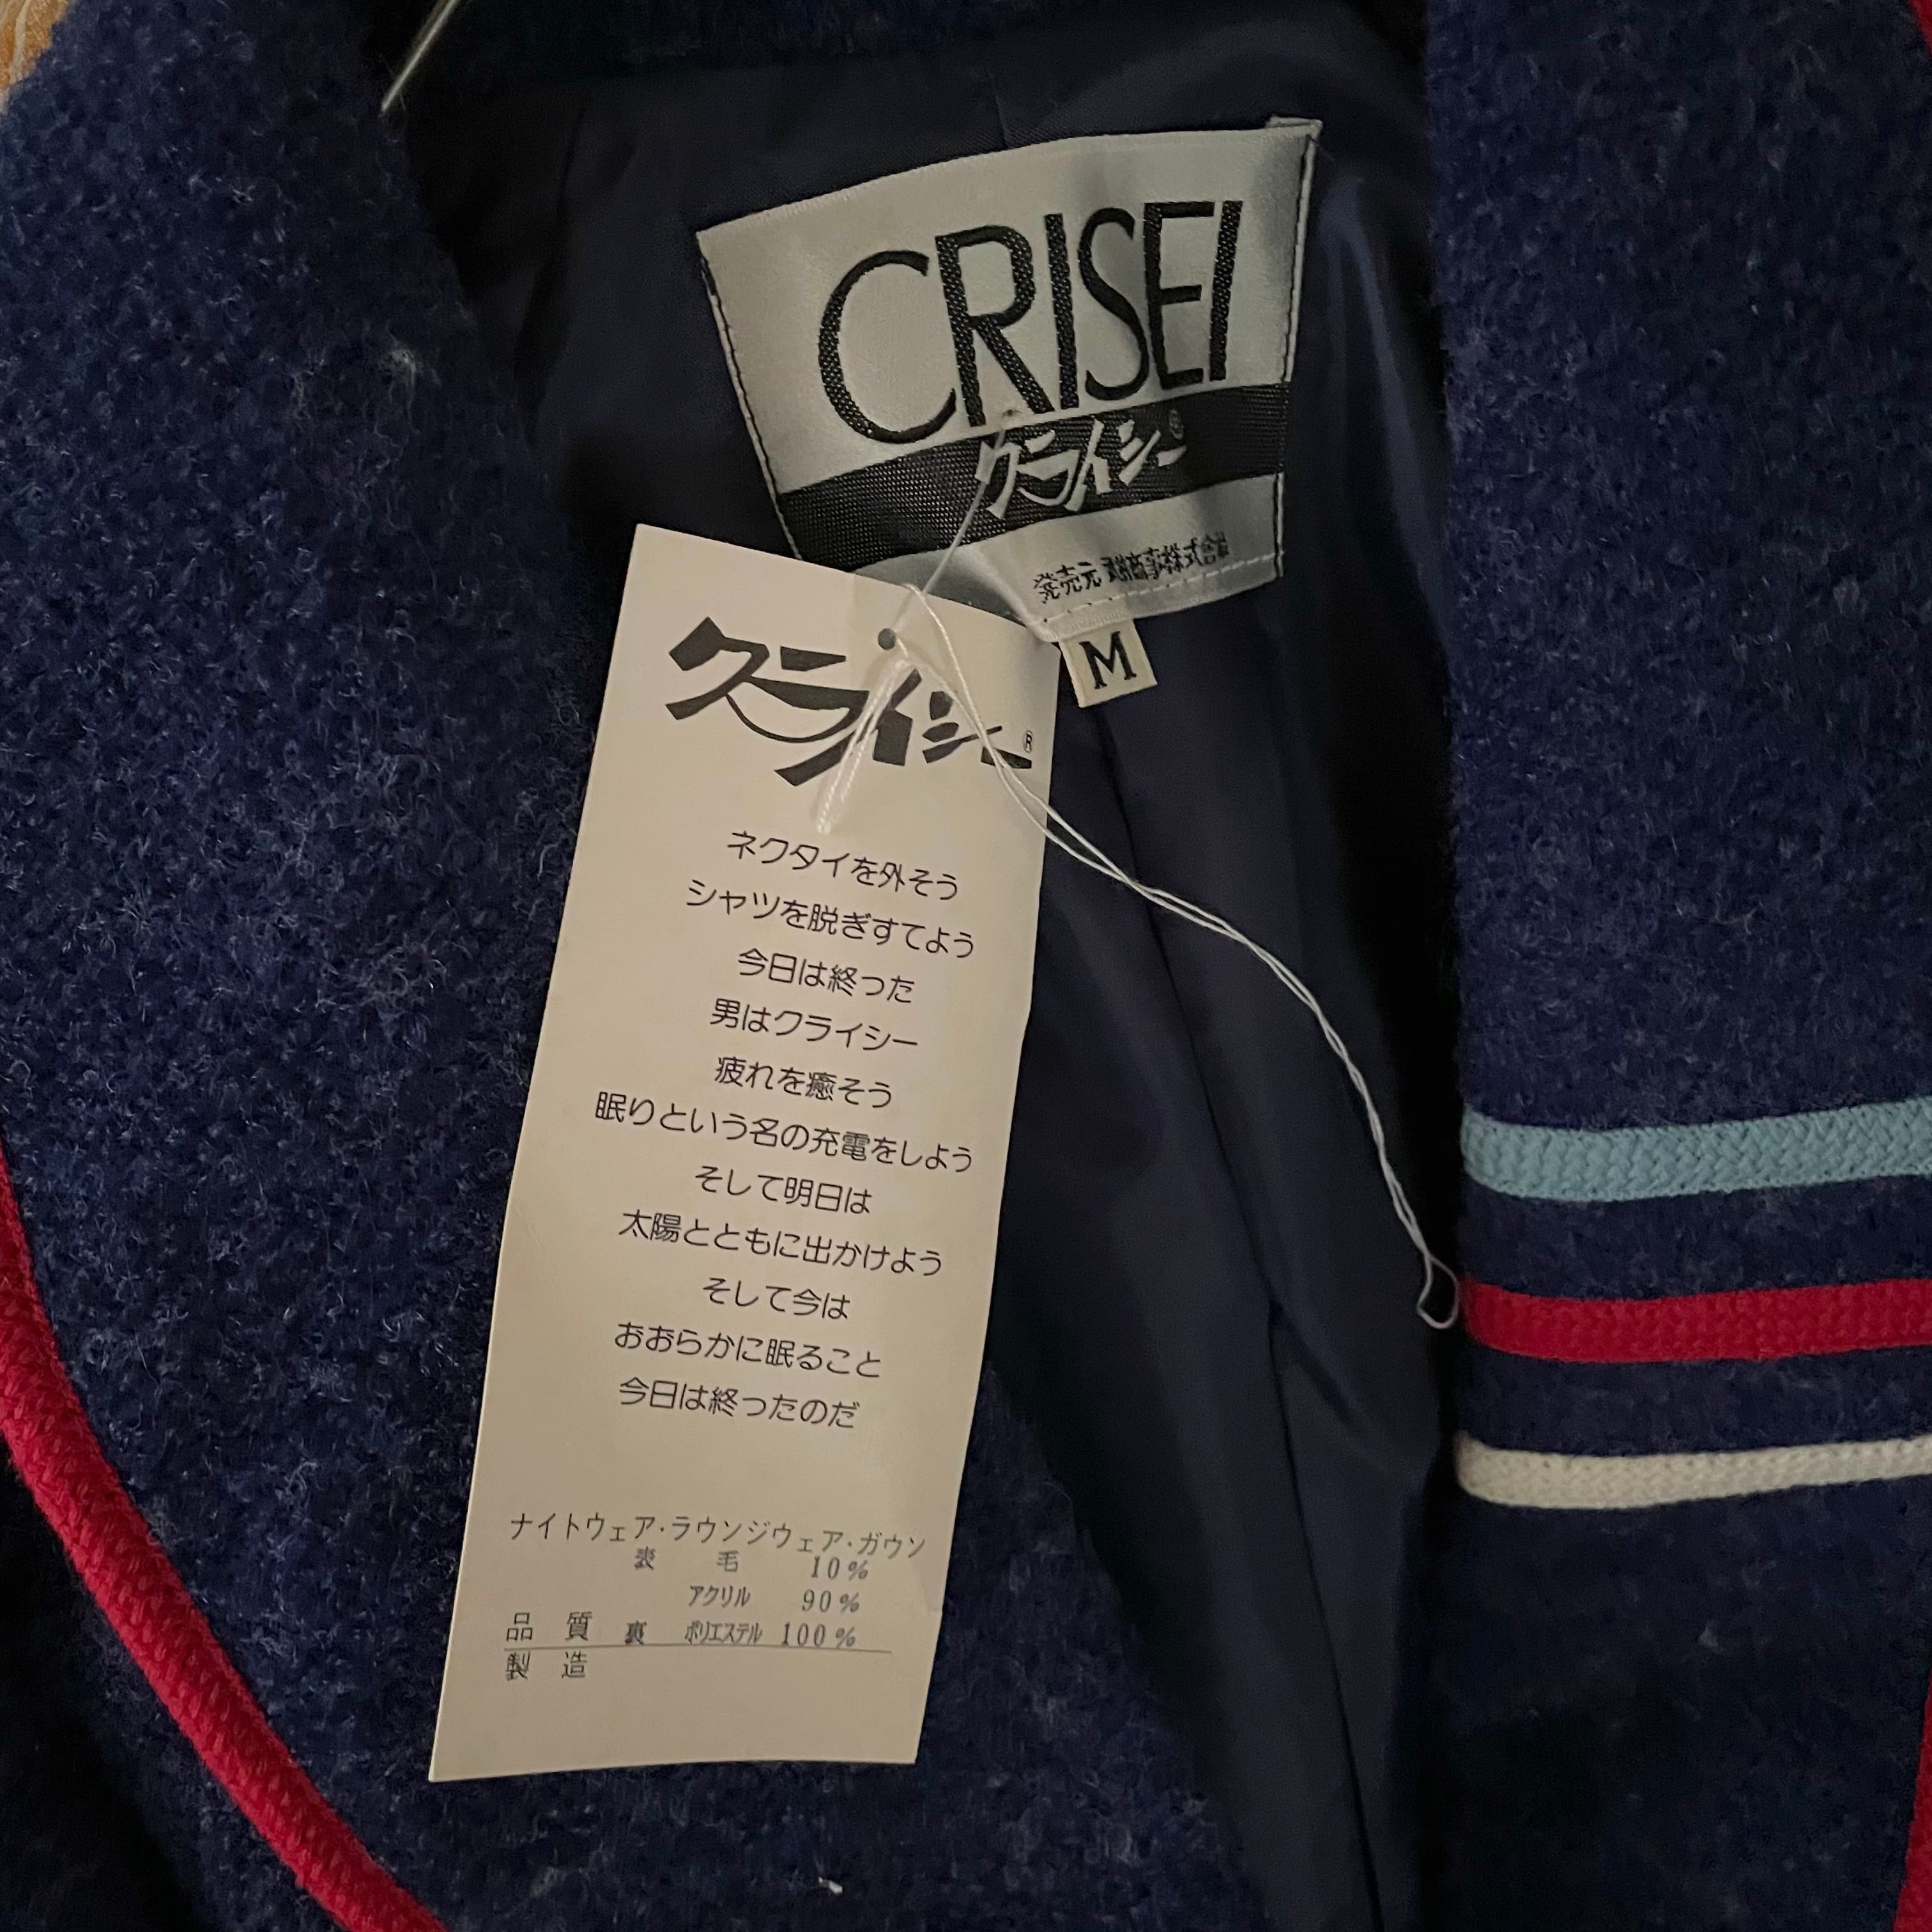 CRISEI
クライシー®
発売元 商事株式会社
M
クライシー®
ネクタイを外そう
シャツを脱ぎすてよう
今日は終った
男はクライシー
疲れを癒そう
眠りという名の充電をしよう
そして明日は
太陽とともに出かけよう
そして今は
おおらかに眠ること
今日は終ったのだ
ナイトウェア・ラウンジウェア・ガウン
表 毛 10%
アクリル 90%
品 質 裏 ポリエステル 100%
製 造